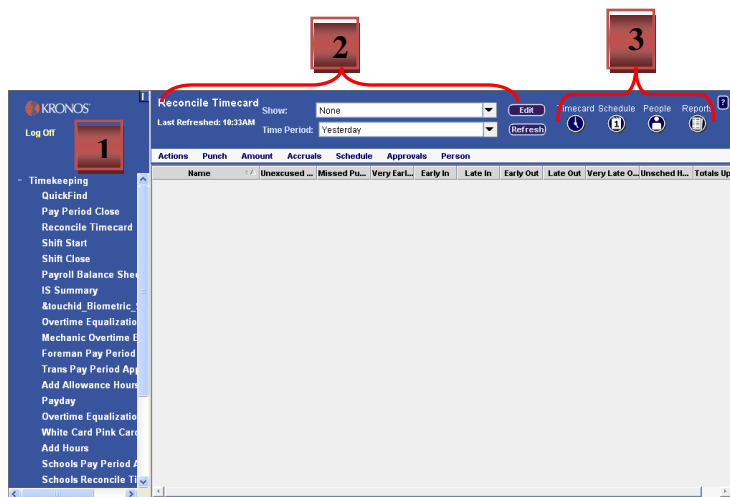 2
3
1
KRONOS
Log Off
Reconcile Timecard
Last Refreshed: 10:33AM
Show: None Edit
Time Period: Yesterday Refresh
Timecard Schedule People Reports ?
1
Actions Punch Amount Accruals Schedule Approvals Person
Name Unexcused ... Missed Pu... Very Earl... Early In Late In Early Out Late Out Very Late O... Unsched H... Totals Up
- Timekeeping
QuickFind
Pay Period Close
Reconcile Timecard
Shift Start
Shift Close
Payroll Balance Shee
IS Summary
&touchid_Biometric_S
Overtime Equalizatio
Mechanic Overtime E
Foreman Pay Period
Trans Pay Period App
Add Allowance Hours
Payday
Overtime Equalizatio
White Card Pink Card
Add Hours
Schools Pay Period A
Schools Reconcile Ti